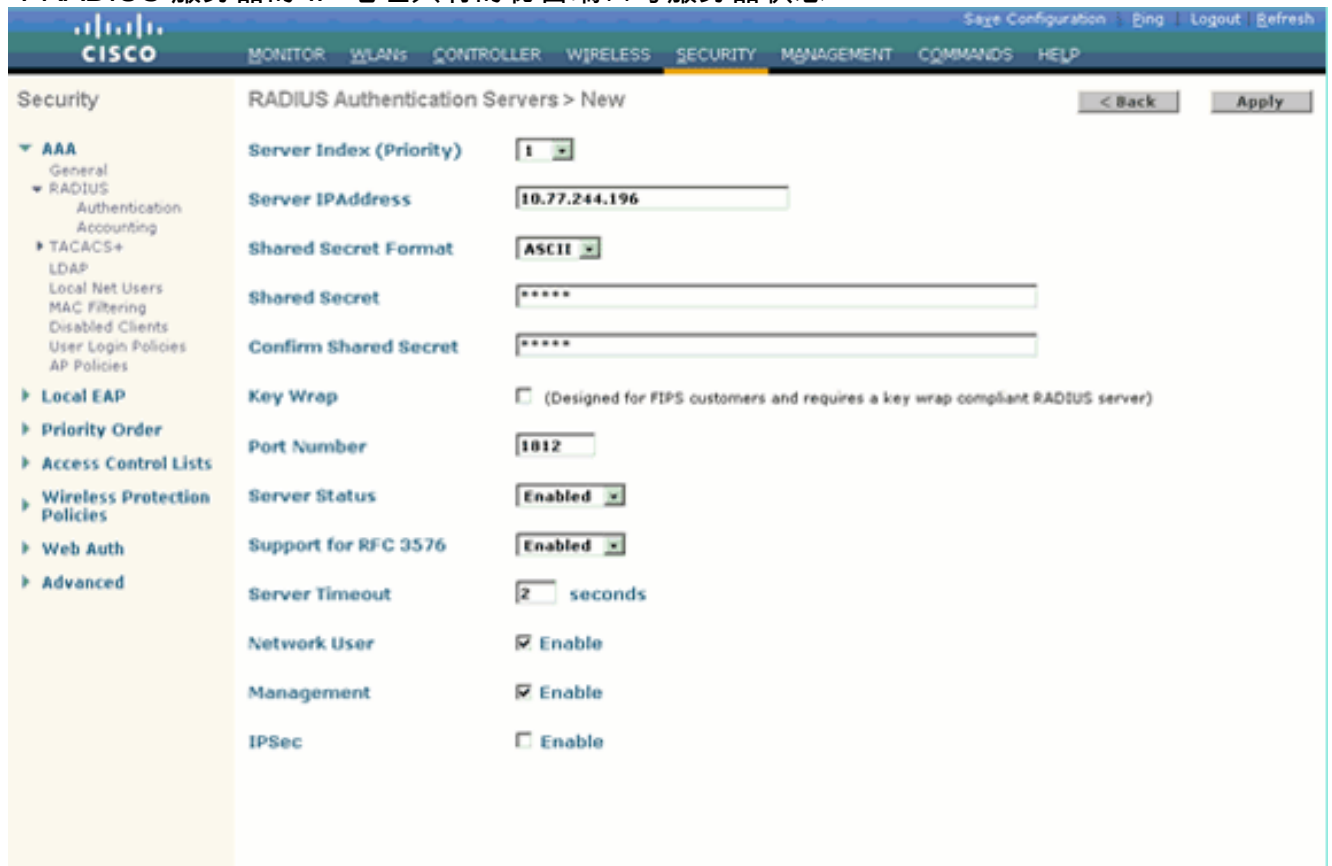 Save Configuration | Ping | Logout | Refresh
CISCO
MONITOR WLANs CONTROLLER WIRELESS SECURITY MANAGEMENT COMMANDS HELP
Security
AAA
General
RADIUS
Authentication
Accounting
TACACS+
LDAP
Local Net Users
MAC Filtering
Disabled Clients
User Login Policies
AP Policies
Local EAP
Priority Order
Access Control Lists
Wireless Protection
Policies
Web Auth
Advanced
RADIUS Authentication Servers > New
< Back Apply
Server Index (Priority) 1
Server IPAddress 10.77.244.196
Shared Secret Format ASCII
Shared Secret *****
Confirm Shared Secret *****
Key Wrap (Designed for FIPS customers and requires a key wrap compliant RADIUS server)
Port Number 1812
Server Status Enabled
Support for RFC 3576 Enabled
Server Timeout 2 seconds
Network User Enable
Management Enable
IPSec Enable